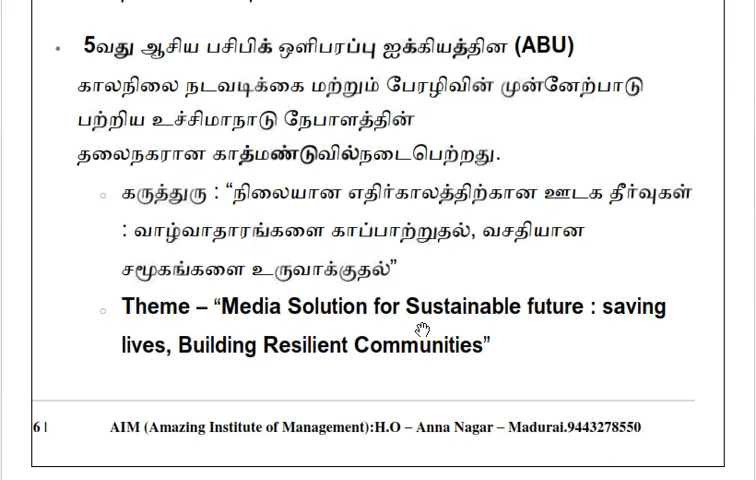 • 5வது ஆசிய பசிபிக் ஒளிபரப்பு ஐக்கியத்தின (ABU)
காலநிலை நடவடிக்கை மற்றும் பேரழிவின் முன்னேற்பாடு
பற்றிய உச்சிமாநாடு நேபாளத்தின்
தலைநகரான காத்மண்டுவில்நடைபெற்றது.
○ கருத்துரு : “நிலையான எதிர்காலத்திற்கான ஊடக தீர்வுகள்
: வாழ்வாதாரங்களை காப்பாற்றுதல், வசதியான
சமூகங்களை உருவாக்குதல்”
○ Theme – “Media Solution for Sustainable future : saving
lives, Building Resilient Communities”
6 | AIM (Amazing Institute of Management):H.O – Anna Nagar – Madurai.9443278550